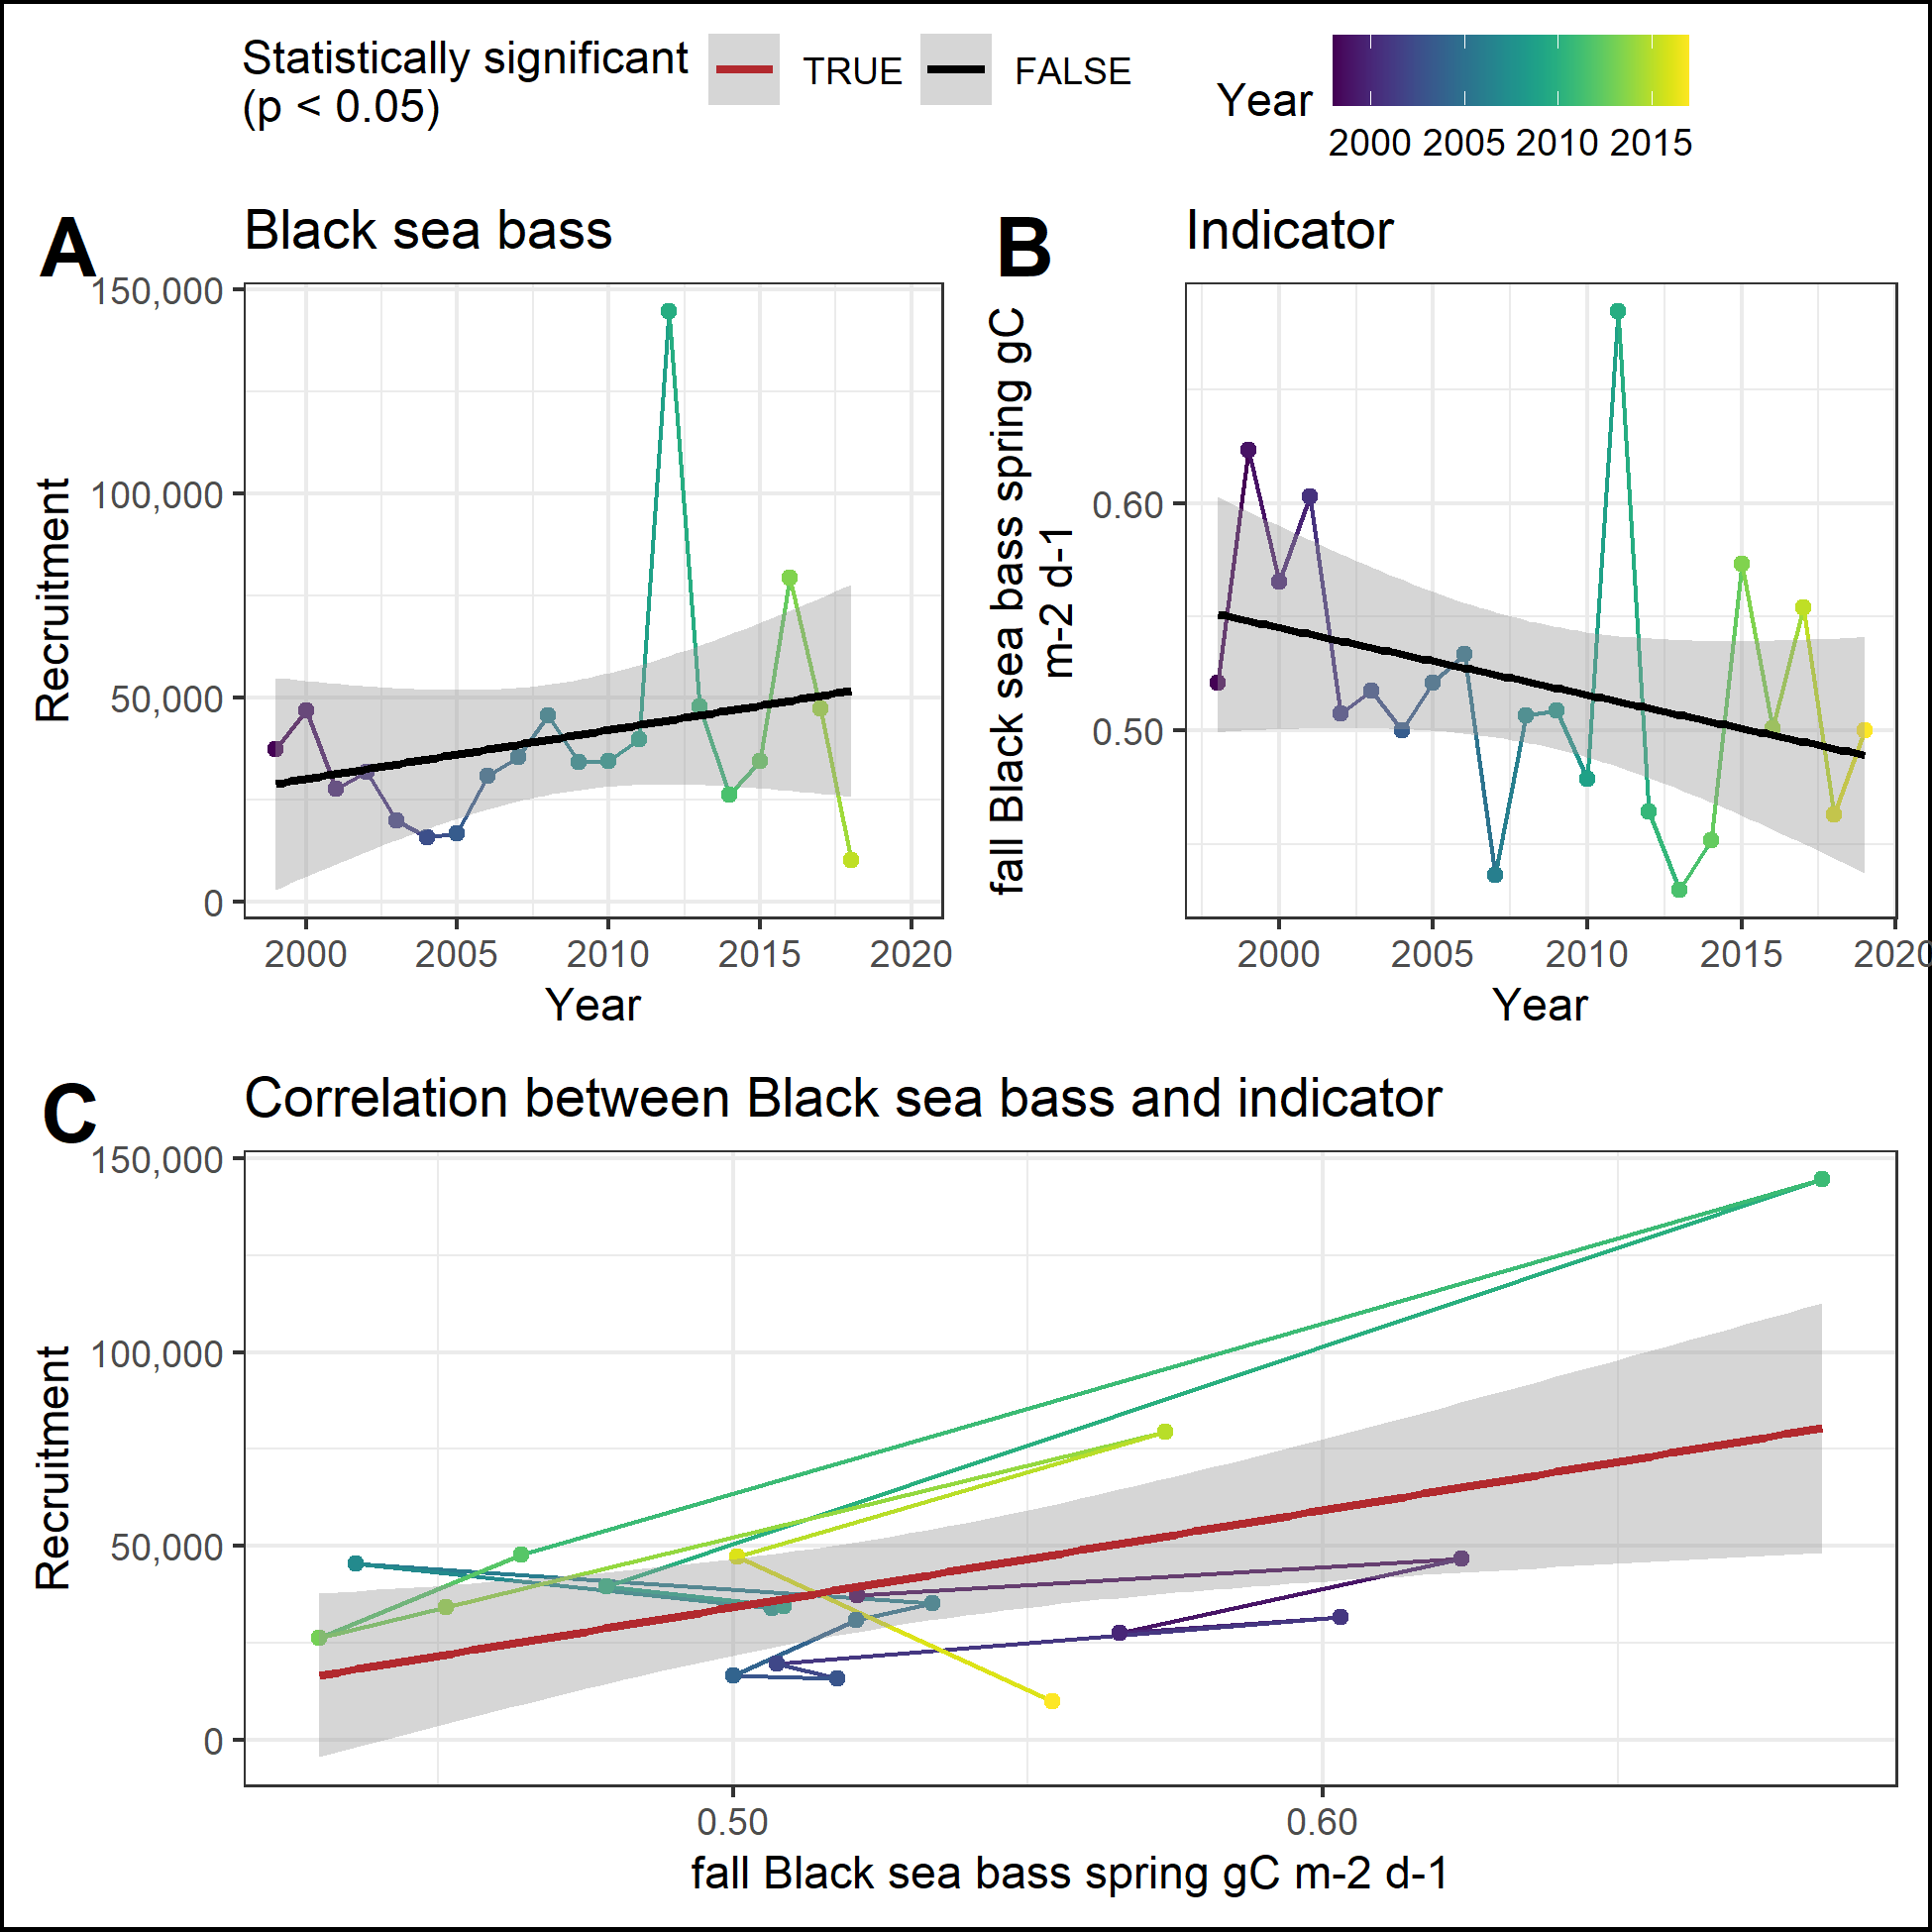 Statistically significant
(p < 0.05)
TRUE
FALSE
Year
2000 2005 2010 2015
A
Black sea bass
150,000
100,000
50,000
0
Recruitment
2000 2005 2010 2015 2020
Year
B
Indicator
fall Black sea bass spring gC
m-2 d-1
0.60
0.50
2000 2005 2010 2015 2020
Year
C
Correlation between Black sea bass and indicator
150,000
100,000
50,000
0
Recruitment
0.50 0.60
fall Black sea bass spring gC m-2 d-1